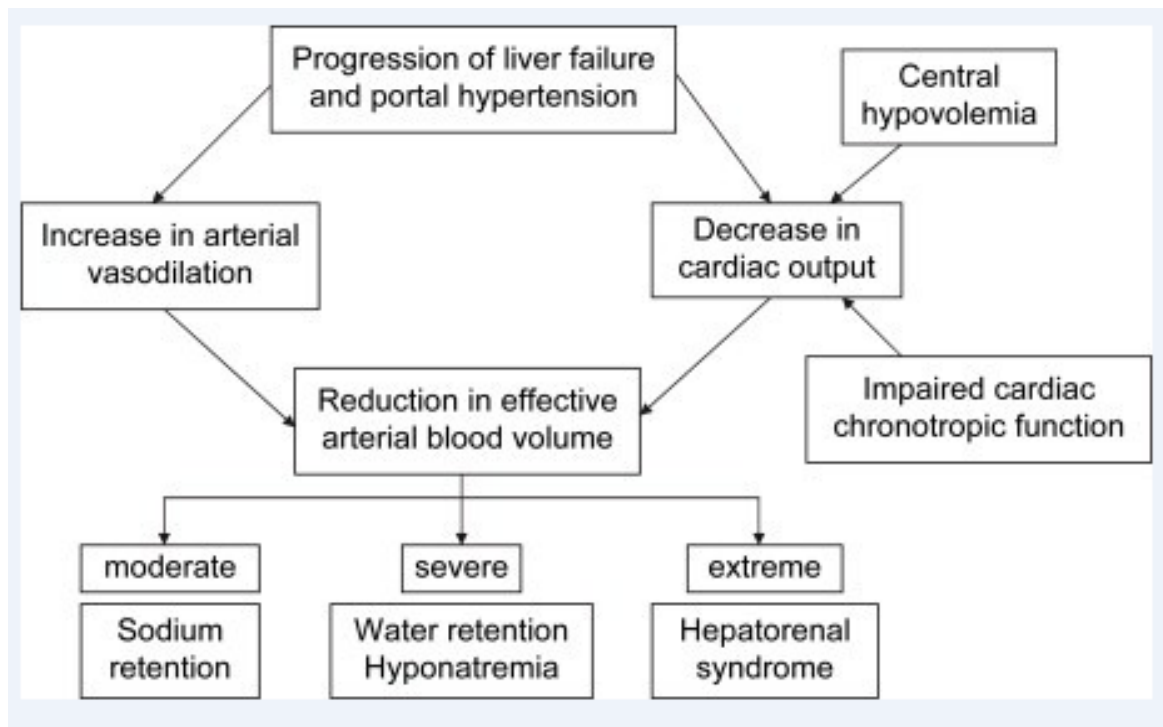 Progression of liver failure
and portal hypertension
Central
hypovolemia
Increase in arterial
vasodilation
Decrease in
cardiac output
Reduction in effective
arterial blood volume
Impaired cardiac
chronotropic function
moderate
severe
extreme
Sodium
retention
Water retention
Hyponatremia
Hepatorenal
syndrome